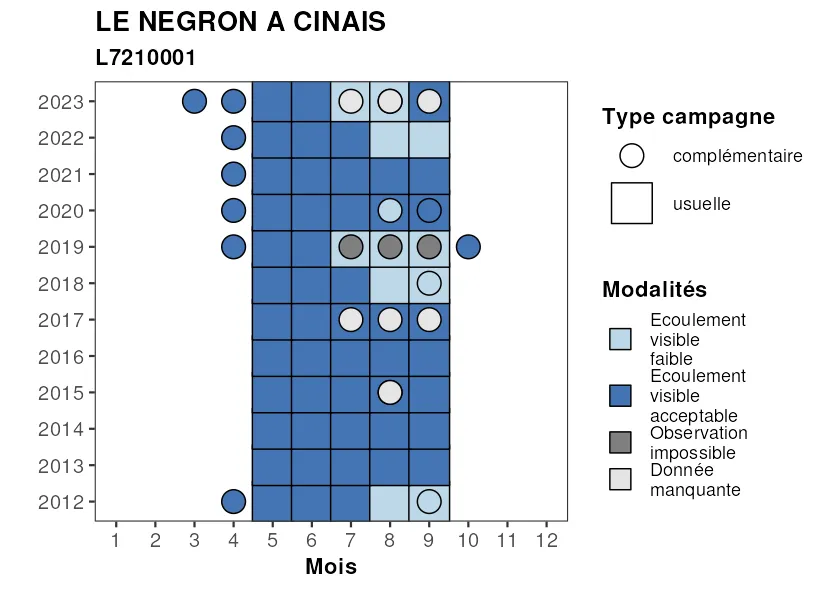 LE NEGRON A CINAIS
L7210001
2023
2022
2021
2020
2019
2018
2017
2016
2015
2014
2013
2012
1 2 3 4 5 6 7 8 9 10 11 12
Mois
Type campagne
complémentaire
usuelle
Modalités
Ecoulement
visible
faible
Ecoulement
visible
acceptable
Observation
impossible
Donnée
manquante